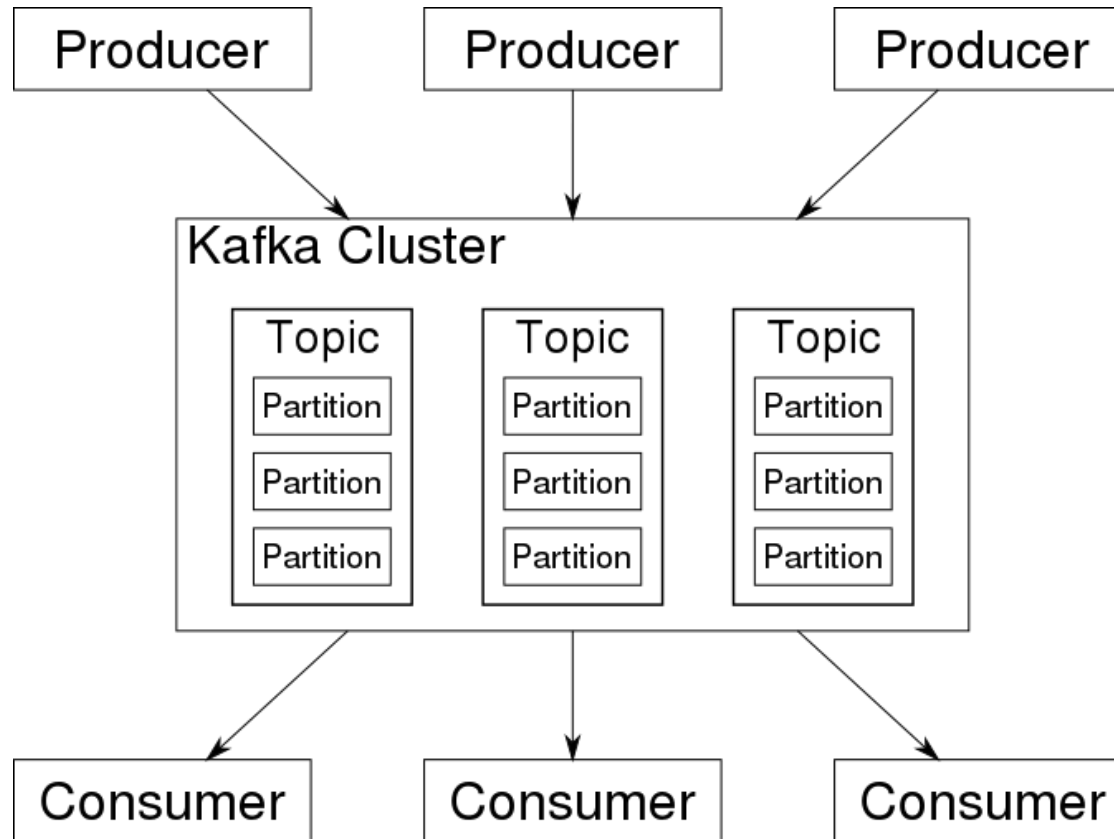 Producer Producer Producer
Kafka Cluster
Topic Topic Topic
Partition Partition Partition
Partition Partition Partition
Partition Partition Partition
Consumer Consumer Consumer